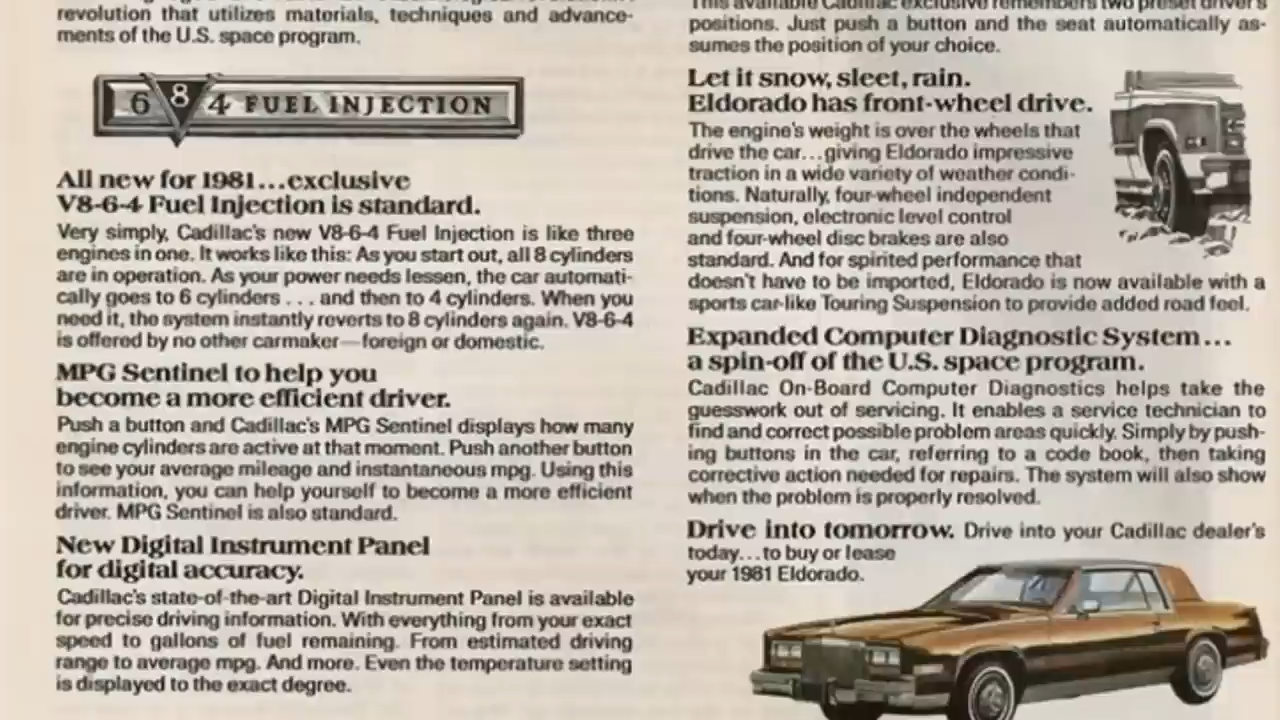 revolution that utilizes materials, techniques and advance-
ments of the U.S. space program.
6 8 4 FUEL INJECTION
All new for 1981...exclusive
V8-6-4 Fuel Injection is standard.
Very simply, Cadillac's new V8-6-4 Fuel Injection is like three
engines in one. It works like this: As you start out, all 8 cylinders
are in operation. As your power needs lessen, the car automati-
cally goes to 6 cylinders . . . and then to 4 cylinders. When you
need it, the system instantly reverts to 8 cylinders again. V8-6-4
is offered by no other carmaker—foreign or domestic.
MPG Sentinel to help you
become a more efficient driver.
Push a button and Cadillac's MPG Sentinel displays how many
engine cylinders are active at that moment. Push another button
to see your average mileage and instantaneous mpg. Using this
information, you can help yourself to become a more efficient
driver. MPG Sentinel is also standard.
New Digital Instrument Panel
for digital accuracy.
Cadillac's state-of-the-art Digital Instrument Panel is available
for precise driving information. With everything from your exact
speed to gallons of fuel remaining. From estimated driving
range to average mpg. And more. Even the temperature setting
is displayed to the exact degree.
This available Cadillac exclusive remembers two preset driver's
positions. Just push a button and the seat automatically as-
sumes the position of your choice.
Let it snow, sleet, rain.
Eldorado has front-wheel drive.
The engine's weight is over the wheels that
drive the car...giving Eldorado impressive
traction in a wide variety of weather condi-
tions. Naturally, four-wheel independent
suspension, electronic level control
and four-wheel disc brakes are also
standard. And for spirited performance that
doesn't have to be imported, Eldorado is now available with a
sports car-like Touring Suspension to provide added road feel.
Expanded Computer Diagnostic System...
a spin-off of the U.S. space program.
Cadillac On-Board Computer Diagnostics helps take the
guesswork out of servicing. It enables a service technician to
find and correct possible problem areas quickly. Simply by push-
ing buttons in the car, referring to a code book, then taking
corrective action needed for repairs. The system will also show
when the problem is properly resolved.
Drive into tomorrow. Drive into your Cadillac dealer's
today...to buy or lease
your 1981 Eldorado.